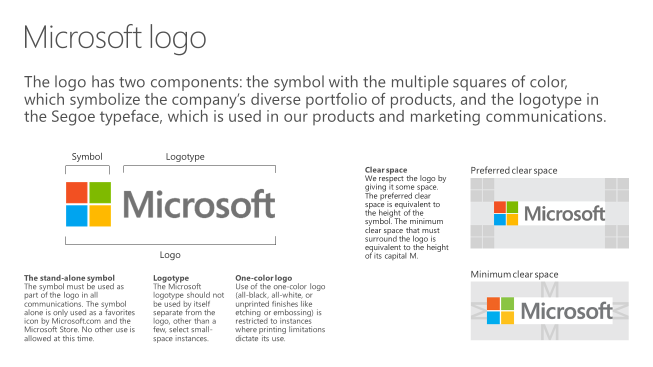 Microsoft logo
The logo has two components: the symbol with the multiple squares of color,
which symbolize the company's diverse portfolio of products, and the logotype in
the Segoe typeface, which is used in our products and marketing communications.
Symbol
Logotype
Microsoft
Logo
The stand-alone symbol
The symbol must be used as
part of the logo in all
communications. The symbol
alone is only used as a favorites
icon by Microsoft.com and the
Microsoft Store. No other use is
allowed at this time.
Logotype
The Microsoft
logotype should not
be used by itself
separate from the
logo, other than a
few, select small-
space instances.
One-color logo
Use of the one-color logo
(all-black, all-white, or
unprinted finishes like
etching or embossing) is
restricted to instances
where printing limitations
dictate its use.
Clear space
We respect the logo by
giving it some space.
The preferred clear
space is equivalent to
the height of the
symbol. The minimum
clear space that must
surround the logo is
equivalent to the height
of its capital M.
Preferred clear space
Microsoft
Minimum clear space
M
M
Microsoft
M
M